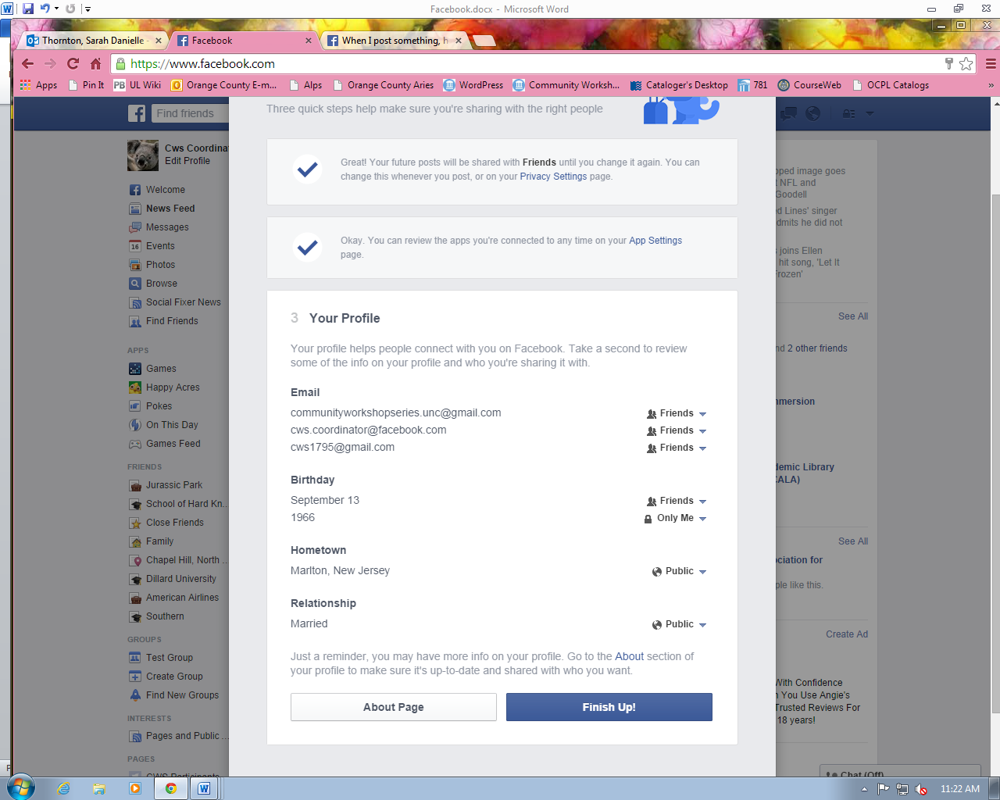 Facebook.docx - Microsoft Word
Thornton, Sarah Danielle -
Facebook
When I post something, h
https://www.facebook.com
Apps
Pin It
UL Wiki
Orange County E-m...
Alps
Orange County Aries
WordPress
Community Worksh...
Cataloger's Desktop
781
CourseWeb
OCPL Catalogs
»
Find friends
Three quick steps help make sure you're sharing with the right people
Cws Coordinat
Edit Profile
Welcome
News Feed
Messages
Events
Photos
Browse
Social Fixer News
Find Friends
APPS
Games
Happy Acres
Pokes
On This Day
Games Feed
FRIENDS
Jurassic Park
School of Hard Kn...
Close Friends
Family
Chapel Hill, North ...
Dillard University
American Airlines
Southern
GROUPS
Test Group
Create Group
Find New Groups
INTERESTS
Pages and Public ...
PAGES
CWS Participants
Great! Your future posts will be shared with Friends until you change it again. You can
change this whenever you post, or on your Privacy Settings page.
Okay. You can review the apps you're connected to any time on your App Settings
page.
3 Your Profile
Your profile helps people connect with you on Facebook. Take a second to review
some of the info on your profile and who you're sharing it with.
Email
communityworkshopseries.unc@gmail.com Friends
cws.coordinator@facebook.com Friends
cws1795@gmail.com Friends
Birthday
September 13 Friends
1966 Only Me
Hometown
Marlton, New Jersey Public
Relationship
Married Public
Just a reminder, you may have more info on your profile. Go to the About section of
your profile to make sure it's up-to-date and shared with who you want.
About Page
Finish Up!
pped image goes
t NFL and
Goodell
ed Lines' singer
dmits he did not
s joins Ellen
hit song, 'Let It
Frozen'
See All
nd 2 other friends
mmersion
demic Library
CALA)
See All
ociation for
ple like this.
Create Ad
With Confidence
n You Use Angie's
Trusted Reviews For
18 years!
Chat (Off)
11:22 AM